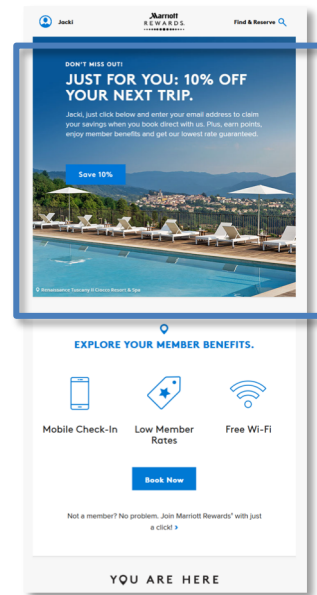 Jacki
Marriott
REWARDS.
Find & Reserve
DON'T MISS OUT!
JUST FOR YOU: 10% OFF
YOUR NEXT TRIP.
Jacki, just click below and enter your email address to claim
your savings when you book direct with us. Plus, earn points,
enjoy member benefits and get our lowest rate guaranteed.
Save 10%
Renaissance Tuscany Il Ciocco Resort & Spa
EXPLORE YOUR MEMBER BENEFITS.
Mobile Check-In
Low Member
Rates
Free Wi-Fi
Book Now
Not a member? No problem. Join Marriott Rewards® with just
a click! ›
YOU ARE HERE